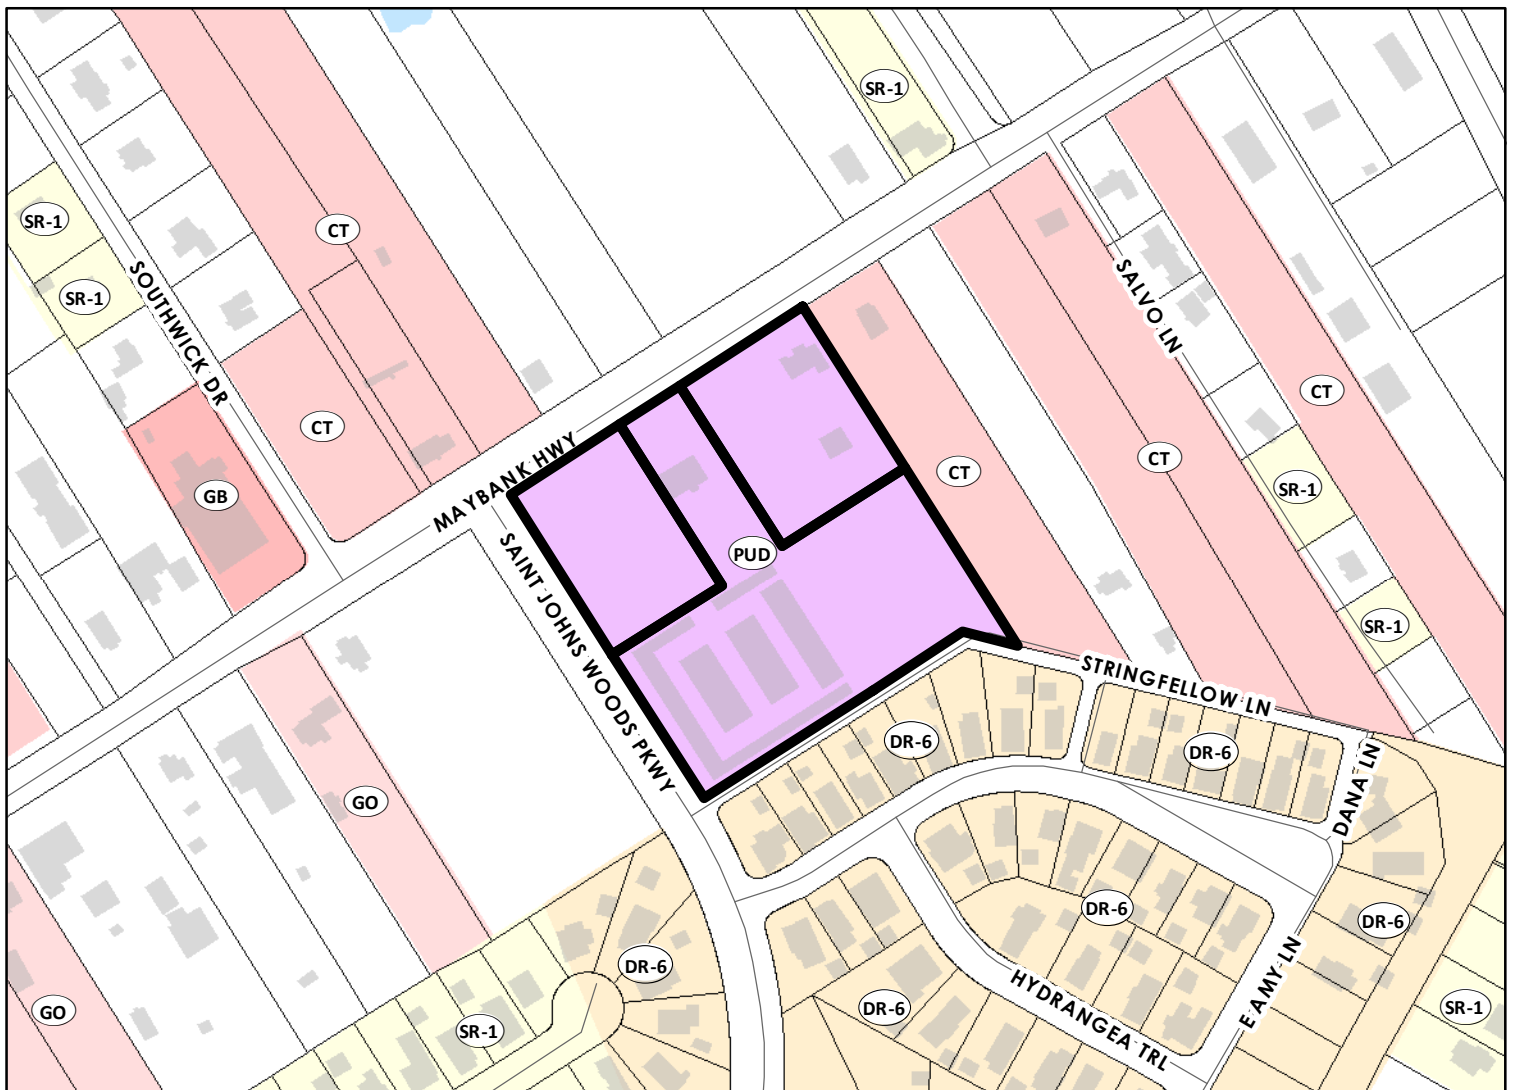 SR-1
SR-1
CT
SR-1
SOUTHWICK DR
SALVO LN
CT
CT
GB
MAYBANK HWY
CT
CT
SR-1
PUD
SAINT JOHNS WOODS PKWY
SR-1
STRINGFELLOW LN
DR-6
DR-6
DANA LN
GO
DR-6
DR-6
DR-6
E AMY LN
HYDRANGEA TRL
DR-6
SR-1
GO
SR-1